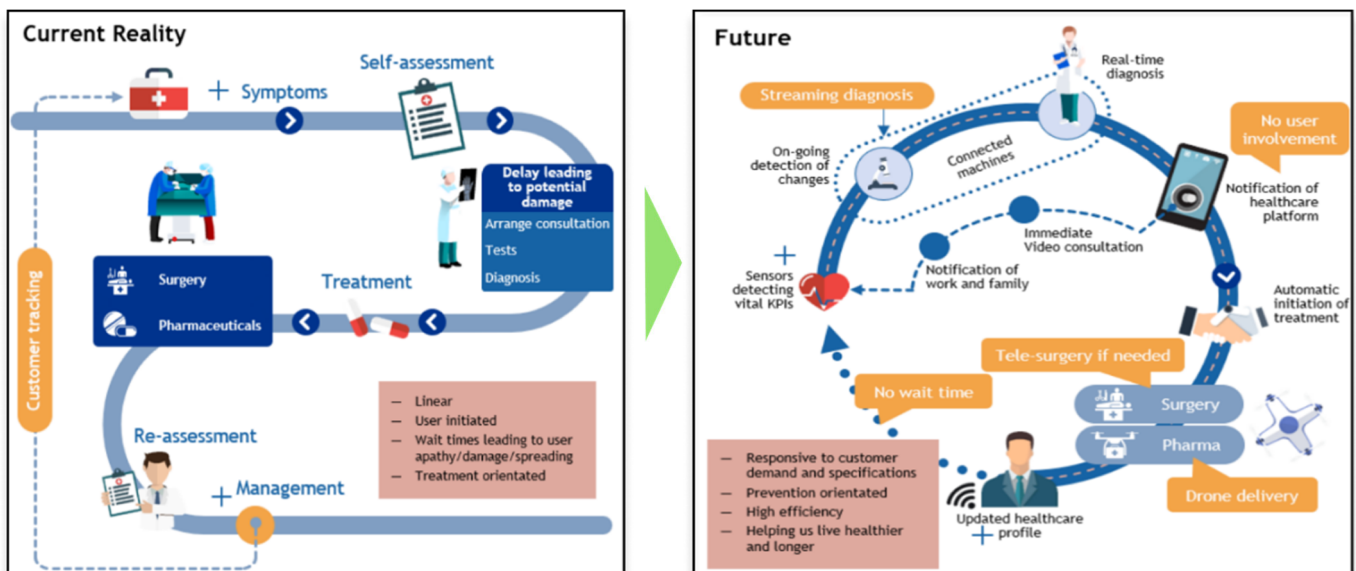 Current Reality
Self-assessment
+ Symptoms
Delay leading
to potential
damage
Arrange consultation
Tests
Diagnosis
Treatment
Surgery
Pharmaceuticals
Customer tracking
— Linear
— User initiated
— Wait times leading to user
apathy/damage/spreading
— Treatment orientated
Re-assessment
+ Management
Future
Real-time
diagnosis
Streaming diagnosis
No user
involvement
On-going
detection of
changes
Connected
machines
Notification of
healthcare
platform
Immediate
Video consultation
Notification of
work and family
+
Sensors
detecting
vital KPIs
Automatic
initiation of
treatment
Tele-surgery if needed
No wait time
Surgery
Pharma
Drone delivery
— Responsive to customer
demand and specifications
— Prevention orientated
— High efficiency
— Helping us live healthier
and longer
Updated healthcare
+ profile